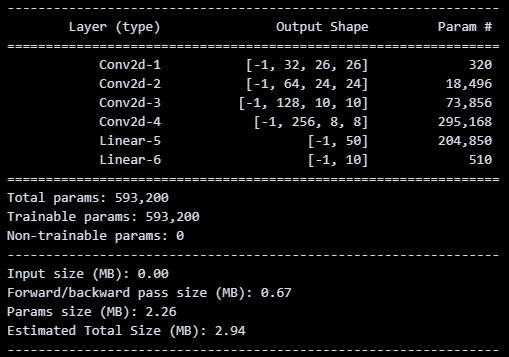 ----------------------------------------------------------------
        Layer (type)               Output Shape         Param #
================================================================
            Conv2d-1           [-1, 32, 26, 26]             320
            Conv2d-2           [-1, 64, 24, 24]          18,496
            Conv2d-3          [-1, 128, 10, 10]          73,856
            Conv2d-4            [-1, 256, 8, 8]         295,168
            Linear-5                   [-1, 50]         204,850
            Linear-6                   [-1, 10]             510
================================================================
Total params: 593,200
Trainable params: 593,200
Non-trainable params: 0
----------------------------------------------------------------
Input size (MB): 0.00
Forward/backward pass size (MB): 0.67
Params size (MB): 2.26
Estimated Total Size (MB): 2.94
----------------------------------------------------------------